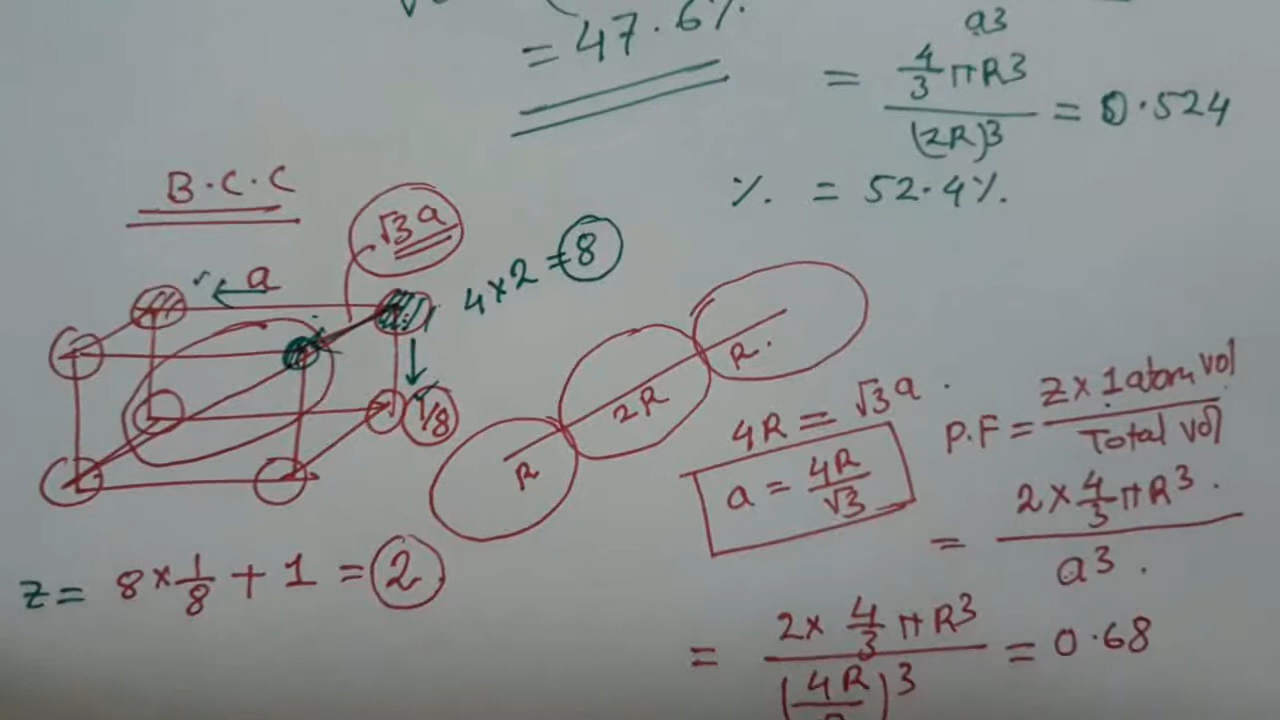 = 47.6%
a3
= 4/3 πR3 / (2R)3 = 0.524
% = 52.4%
B.C.C
√3a
a
4×2=8
1/8
R
2R
R.
4R = √3a.
a = 4R/√3
P.F = Z × 1 atom vol / Total vol
= 2 × 4/3 πR3. / a3.
z = 8 × 1/8 + 1 = 2
= 2× 4/3 πR3 / (4R/)3 = 0.68